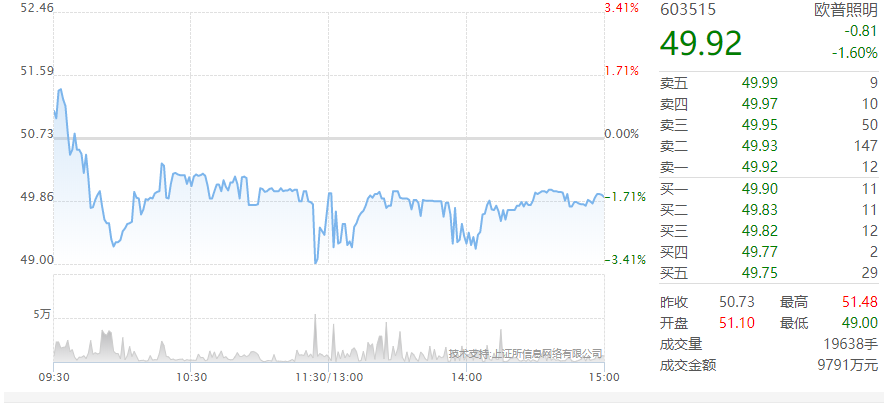 52.46
3.41%
51.59
1.71%
50.73
0.00%
49.86
-1.71%
49.00
-3.41%
5万
技术支持:上证所信息网络有限公司
09:30
10:30
11:30/13:00
14:00
15:00
603515 欧普照明
49.92 -0.81
-1.60%
卖五 49.99 9
卖四 49.97 10
卖三 49.95 50
卖二 49.93 147
卖一 49.92 12
买一 49.90 11
买二 49.83 11
买三 49.82 12
买四 49.77 2
买五 49.75 29
昨收 50.73 最高 51.48
开盘 51.10 最低 49.00
成交量 19638手
成交金额 9791万元